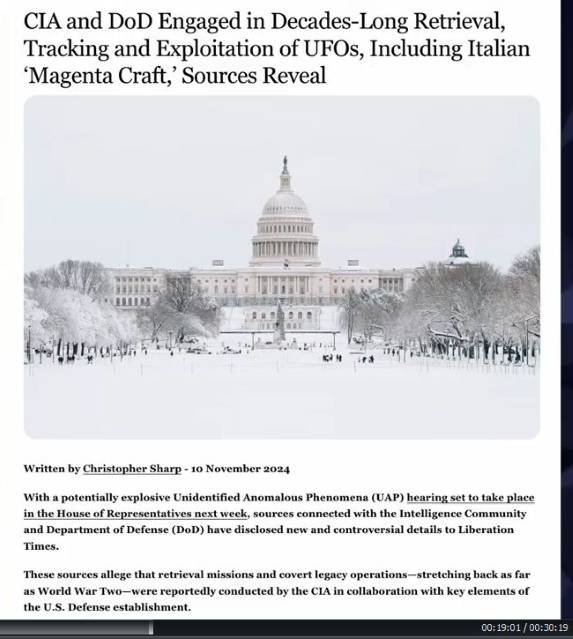 CIA and DoD Engaged in Decades-Long Retrieval,
Tracking and Exploitation of UFOs, Including Italian
‘Magenta Craft,’ Sources Reveal
Written by Christopher Sharp - 10 November 2024
With a potentially explosive Unidentified Anomalous Phenomena (UAP) hearing set to take place
in the House of Representatives next week, sources connected with the Intelligence Community
and Department of Defense (DoD) have disclosed new and controversial details to Liberation
Times.
These sources allege that retrieval missions and covert legacy operations—stretching back as far
as World War Two—were reportedly conducted by the CIA in collaboration with key elements of
the U.S. Defense establishment.
00:19:01 / 00:30:19